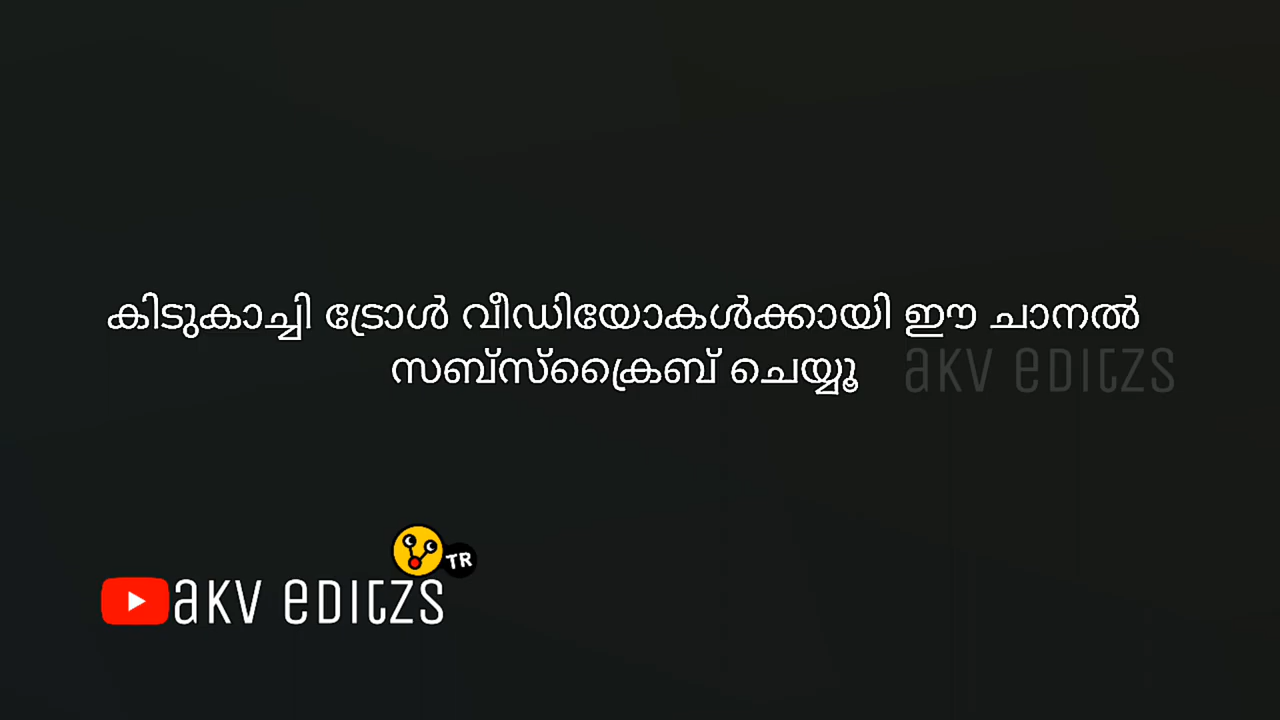 കിടുകാച്ചി ട്രോൾ വീഡിയോകൾക്കായി ഈ ചാനൽ
സബ്സ്ക്രൈബ് ചെയ്യൂ
aKV eDITZS
TR
aKV eDITZS